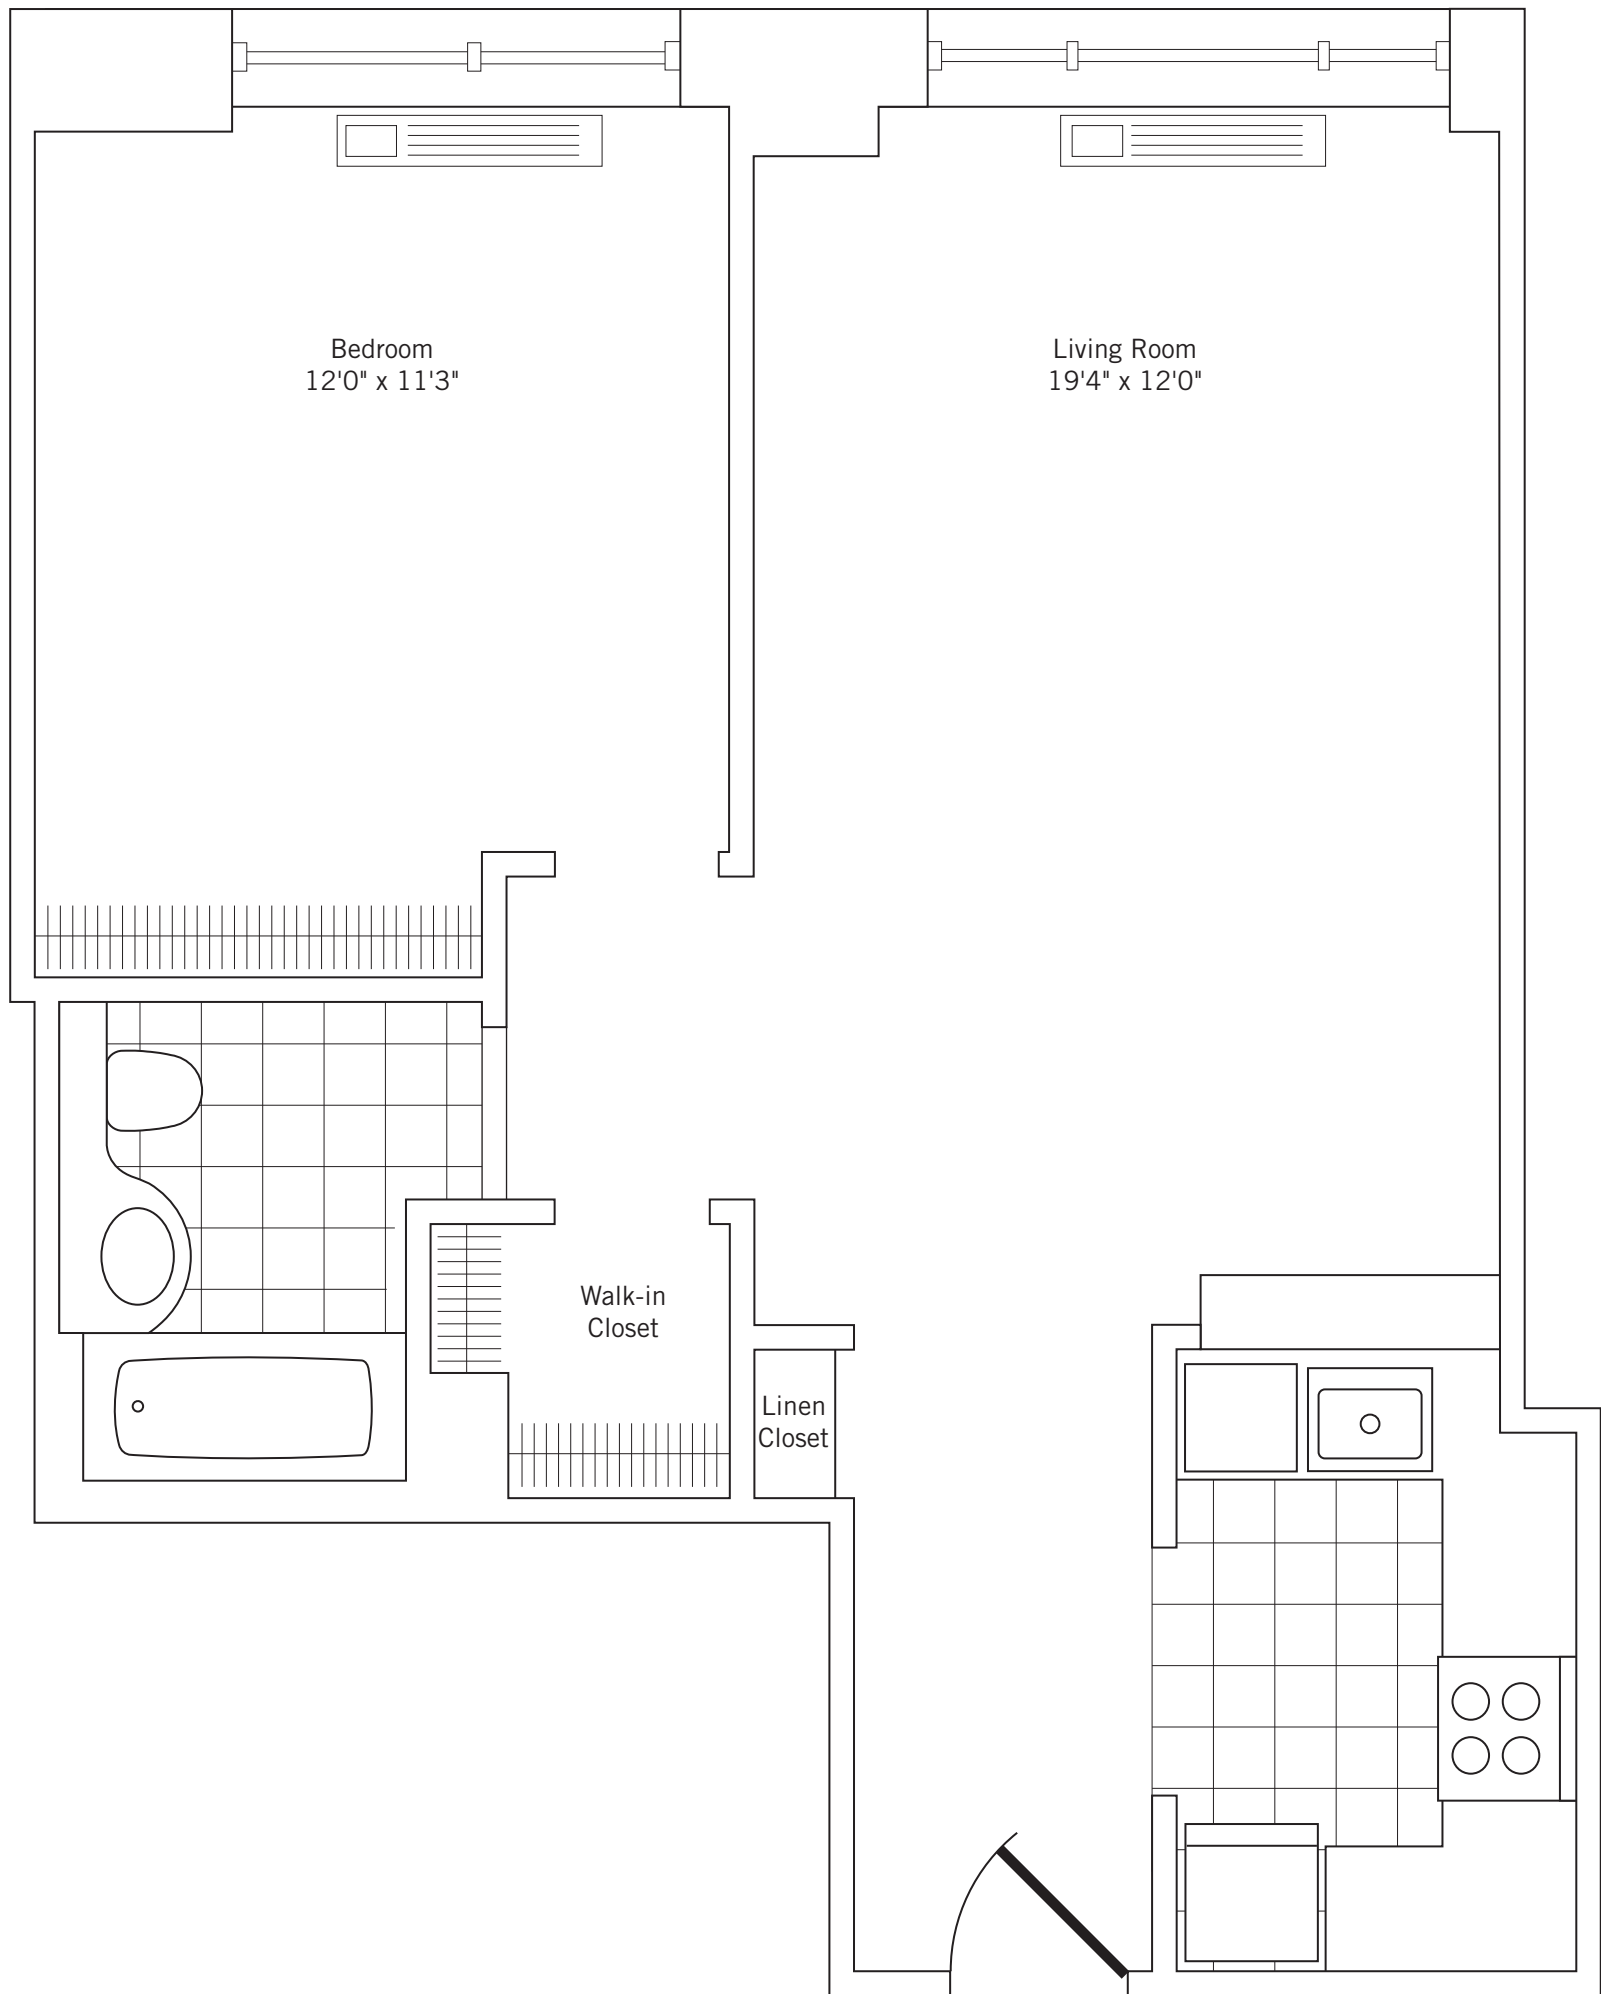 Bedroom
12'0" x 11'3"
Living Room
19'4" x 12'0"
Walk-in
Closet
Linen
Closet